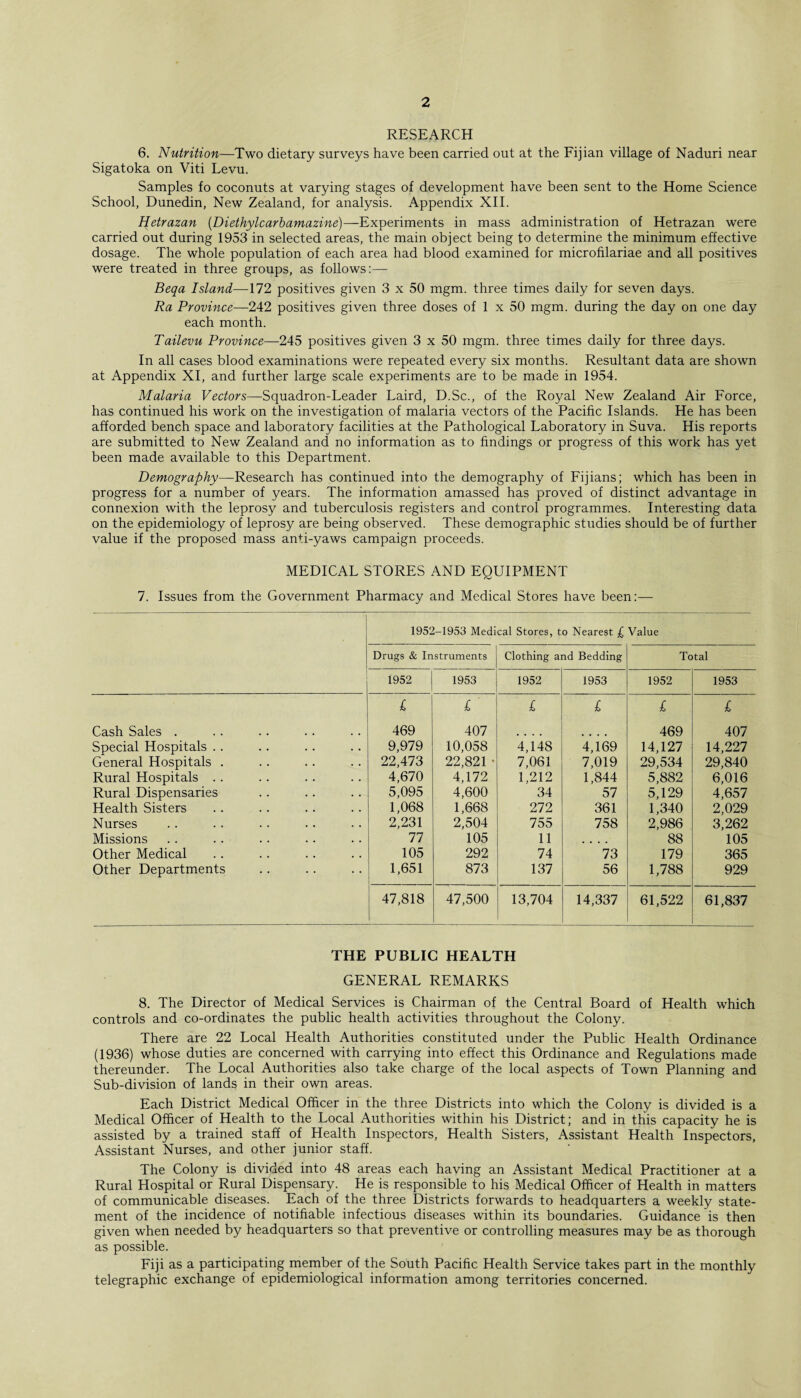 2
RESEARCH
6. Nutrition—Two dietary surveys have been carried out at the Fijian village of Naduri near
Sigatoka on Viti Levu.
Samples fo coconuts at varying stages of development have been sent to the Home Science
School, Dunedin, New Zealand, for analysis. Appendix XII.
Hetrazan (Diethylcarbamazine)—Experiments in mass administration of Hetrazan were
carried out during 1953 in selected areas, the main object being to determine the minimum effective
dosage. The whole population of each area had blood examined for microfilariae and all positives
were treated in three groups, as follows:—
Beqa Island—172 positives given 3 x 50 mgm. three times daily for seven days.
Ra Province—242 positives given three doses of 1 x 50 mgm. during the day on one day
each month.
Tailevu Province—245 positives given 3 x 50 mgm. three times daily for three days.
In all cases blood examinations were repeated every six months. Resultant data are shown
at Appendix XI, and further large scale experiments are to be made in 1954.
Malaria Vectors—Squadron-Leader Laird, D.Sc., of the Royal New Zealand Air Force,
has continued his work on the investigation of malaria vectors of the Pacific Islands. He has been
afforded bench space and laboratory facilities at the Pathological Laboratory in Suva. His reports
are submitted to New Zealand and no information as to findings or progress of this work has yet
been made available to this Department.
Demography—Research has continued into the demography of Fijians; which has been in
progress for a number of years. The information amassed has proved of distinct advantage in
connexion with the leprosy and tuberculosis registers and control programmes. Interesting data
on the epidemiology of leprosy are being observed. These demographic studies should be of further
value if the proposed mass anti-yaws campaign proceeds.
MEDICAL STORES AND EQUIPMENT
7. Issues from the Government Pharmacy and Medical Stores have been:—
1952–1953 Medical Stores, to Nearest £ Value
Drugs & Instruments Clothing and Bedding Total
1952 1953 1952 1953 1952 1953
£ £ £ £ £ £
Cash Sales . .. .. .. .. 469 407 .... .... 469 407
Special Hospitals .. .. .. .. 9,979 10,058 4,148 4,169 14,127 14,227
General Hospitals . .. .. .. 22,473 22,821 7,061 7,019 29,534 29,840
Rural Hospitals .. .. .. .. 4,670 4,172 1,212 1,844 5,882 6,016
Rural Dispensaries .. .. .. 5,095 4,600 34 57 5,129 4,657
Health Sisters .. .. .. .. 1,068 1,668 272 361 1,340 2,029
Nurses .. .. .. .. .. 2,231 2,504 755 758 2,986 3,262
Missions .. .. .. .. .. 77 105 11 .... 88 105
Other Medical .. .. .. .. 105 292 74 73 179 365
Other Departments .. .. .. 1,651 873 137 56 1,788 929
47,818 47,500 13,704 14,337 61,522 61,837
THE PUBLIC HEALTH
GENERAL REMARKS
8. The Director of Medical Services is Chairman of the Central Board of Health which
controls and co-ordinates the public health activities throughout the Colony.
There are 22 Local Health Authorities constituted under the Public Health Ordinance
(1936) whose duties are concerned with carrying into effect this Ordinance and Regulations made
thereunder. The Local Authorities also take charge of the local aspects of Town Planning and
Sub-division of lands in their own areas.
Each District Medical Officer in the three Districts into which the Colony is divided is a
Medical Officer of Health to the Local Authorities within his District; and in this capacity he is
assisted by a trained staff of Health Inspectors, Health Sisters, Assistant Health Inspectors,
Assistant Nurses, and other junior staff.
The Colony is divided into 48 areas each having an Assistant Medical Practitioner at a
Rural Hospital or Rural Dispensary. He is responsible to his Medical Officer of Health in matters
of communicable diseases. Each of the three Districts forwards to headquarters a weekly state-
ment of the incidence of notifiable infectious diseases within its boundaries. Guidance is then
given when needed by headquarters so that preventive or controlling measures may be as thorough
as possible.
Fiji as a participating member of the South Pacific Health Service takes part in the monthly
telegraphic exchange of epidemiological information among territories concerned.